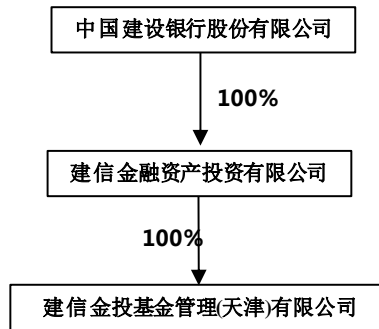 中国建设银行股份有限公司
100%
建信金融资产投资有限公司
100%
建信金投基金管理(天津)有限公司